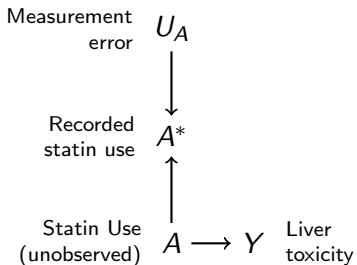 Measurement
error
U_A
Recorded
statin use
A*
Statin Use
(unobserved)
A
Y
Liver
toxicity